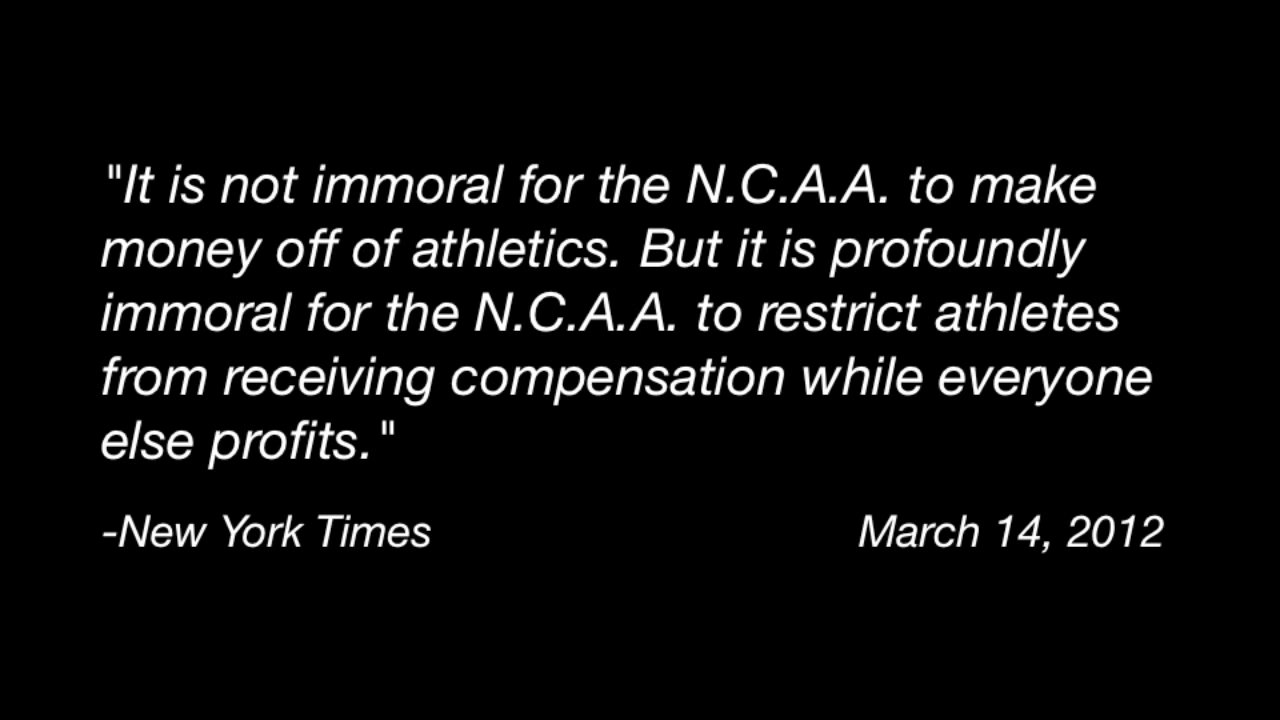 "It is not immoral for the N.C.A.A. to make
money off of athletics. But it is profoundly
immoral for the N.C.A.A. to restrict athletes
from receiving compensation while everyone
else profits."
-New York Times March 14, 2012